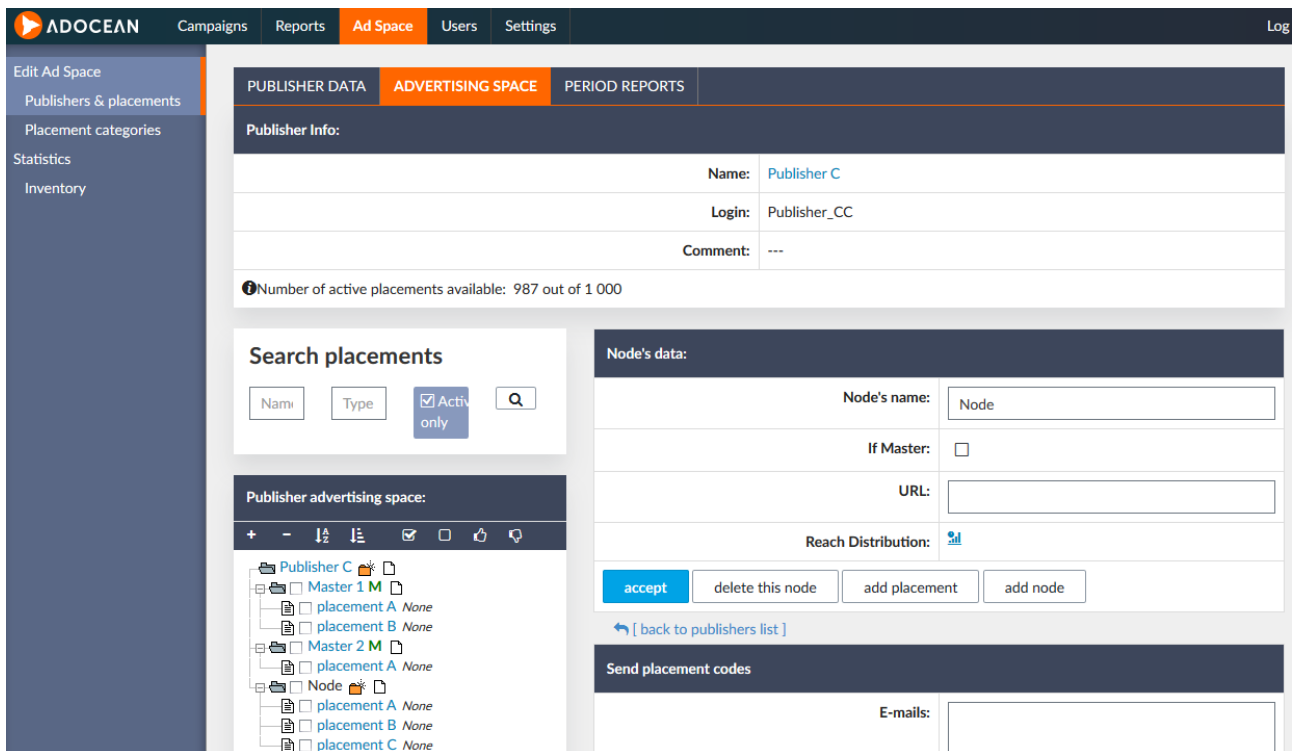 ADOCEAN
Campaigns
Reports
Ad Space
Users
Settings
Log
Edit Ad Space
Publishers & placements
Placement categories
Statistics
Inventory
PUBLISHER DATA
ADVERTISING SPACE
PERIOD REPORTS
Publisher Info:
Name: Publisher C
Login: Publisher_CC
Comment: ---
Number of active placements available: 987 out of 1 000
Search placements
Name
Type
Activ
only
Publisher advertising space:
Publisher C
Master 1 M
placement A None
placement B None
Master 2 M
placement A None
Node
placement A None
placement B None
placement C None
Node's data:
Node's name: Node
If Master:
URL:
Reach Distribution:
accept
delete this node
add placement
add node
[ back to publishers list ]
Send placement codes
E-mails: